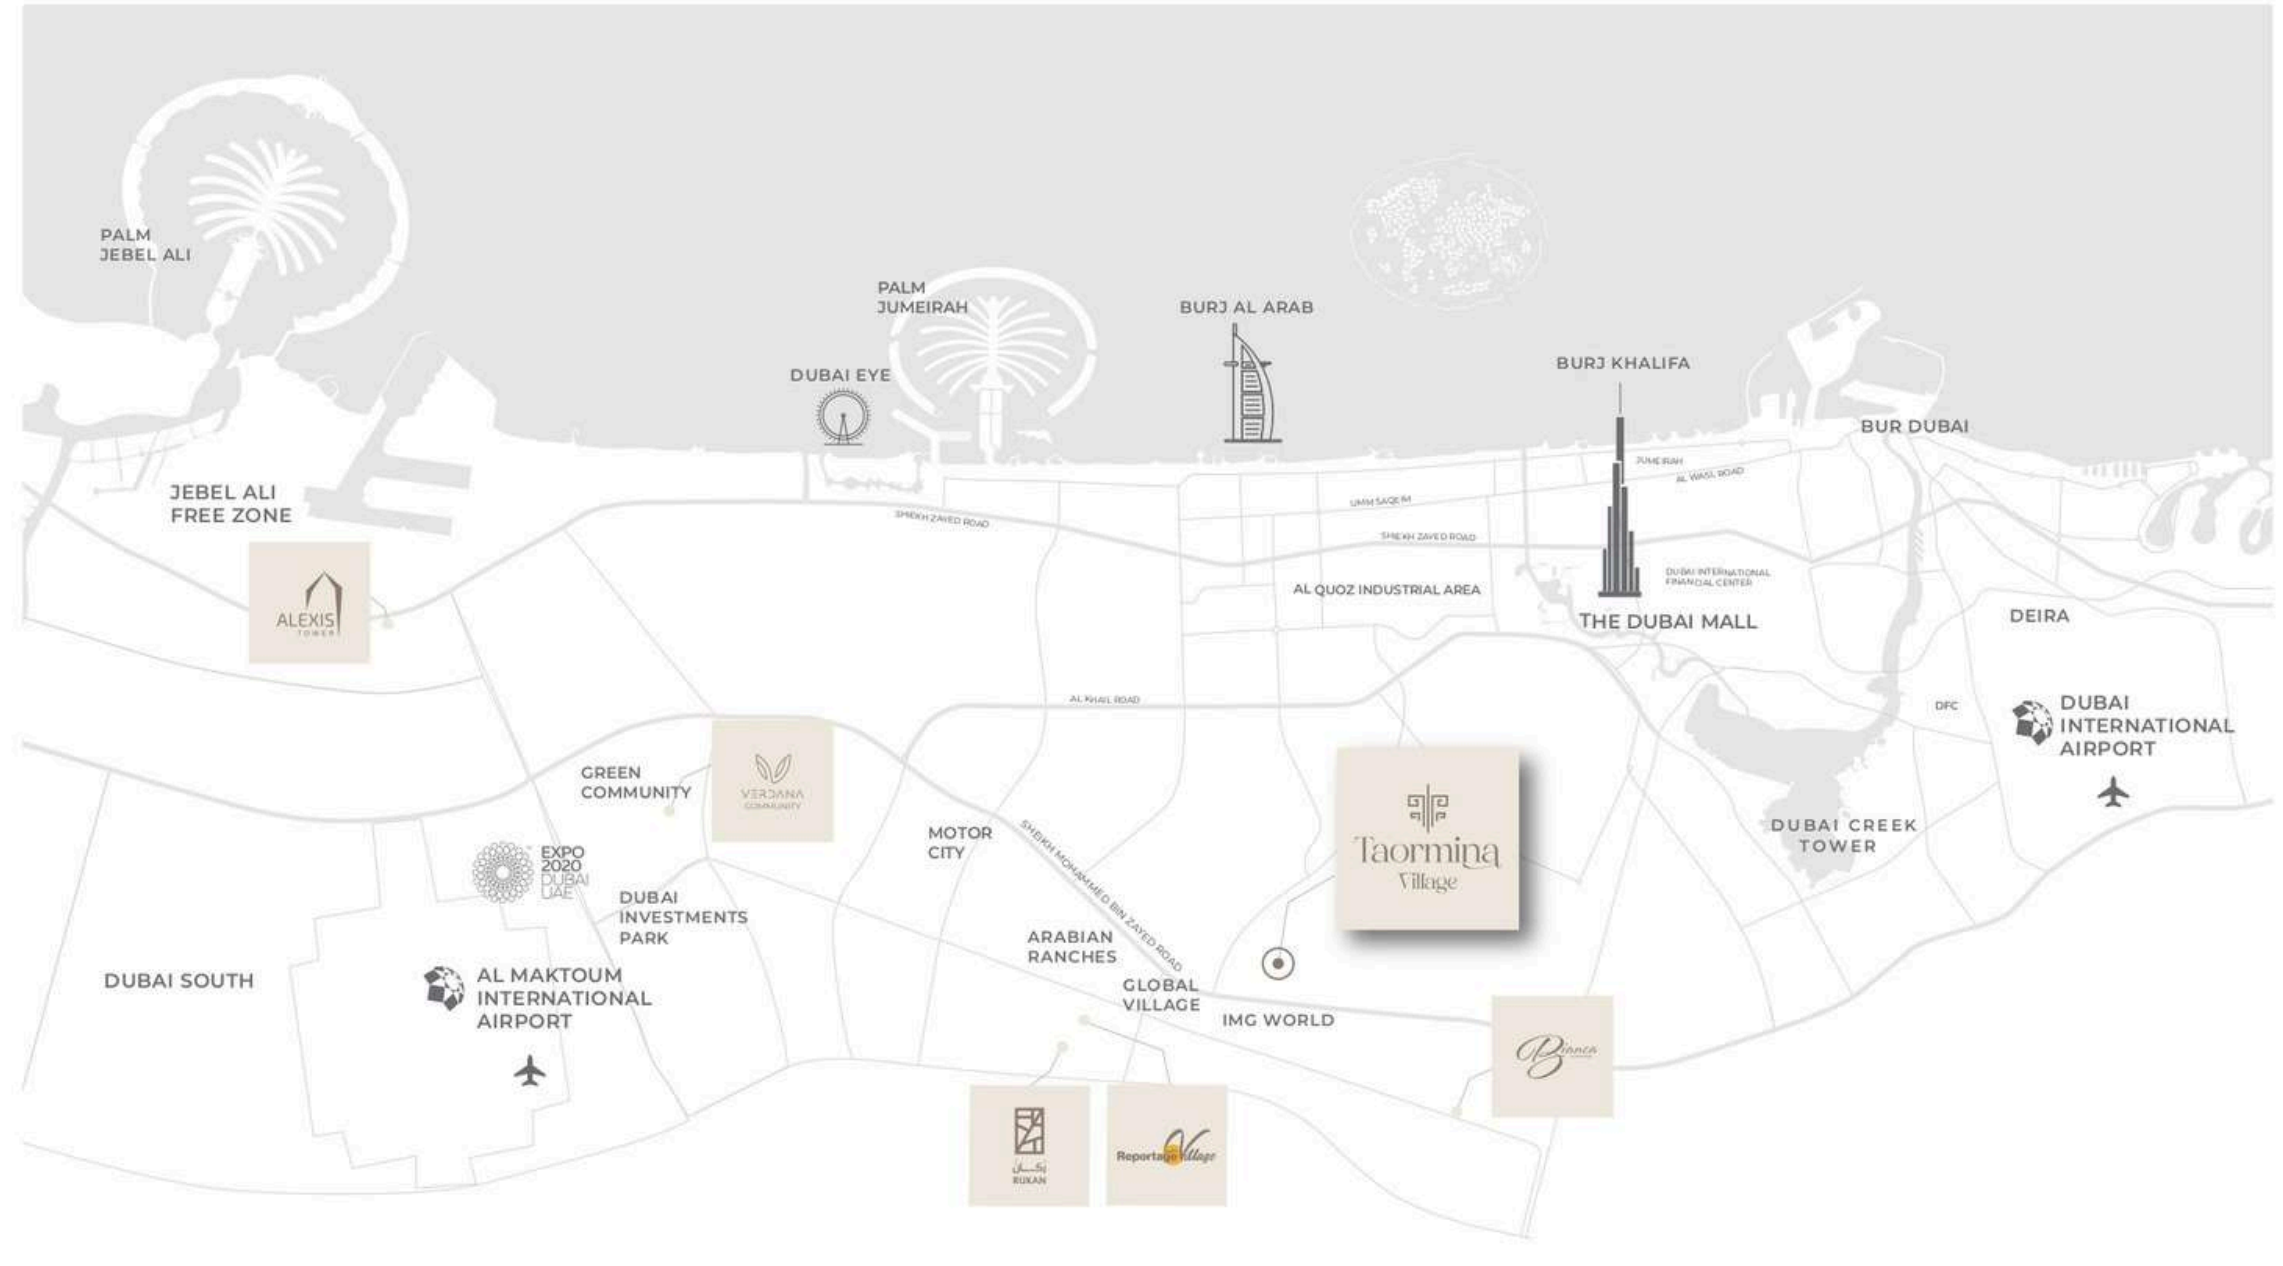 PALM
JEBEL ALI
PALM
JUMEIRAH
BURJ AL ARAB
DUBAI EYE
BURJ KHALIFA
BUR DUBAI
JUMEIRAH
AL WASL ROAD
JEBEL ALI
FREE ZONE
UMM SAQEIM
SHIEKH ZAYED ROAD
SHIEKH ZAYED ROAD
DUBAI INTERNATIONAL
FINANCIAL CENTER
AL QUOZ INDUSTRIAL AREA
ALEXIS
TOWER
THE DUBAI MALL
DEIRA
AL KHAIL ROAD
DFC
DUBAI
INTERNATIONAL
AIRPORT
GREEN
COMMUNITY
VERDANA
COMMUNITY
MOTOR
CITY
SHEIKH MOHAMMED BIN ZAYED ROAD
Taormina
Village
DUBAI CREEK
TOWER
EXPO
2020
DUBAI
UAE
DUBAI
INVESTMENTS
PARK
ARABIAN
RANCHES
DUBAI SOUTH
AL MAKTOUM
INTERNATIONAL
AIRPORT
GLOBAL
VILLAGE
IMG WORLD
Bianca
رُكــان
RUKAN
Reportage Village